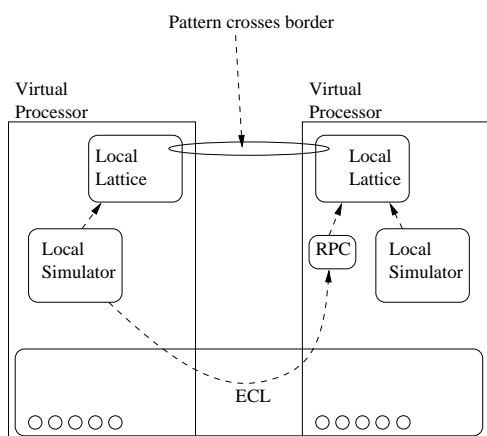 Pattern crosses border
Virtual
Processor
Virtual
Processor
Local
Lattice
Local
Lattice
Local
Simulator
RPC
Local
Simulator
ECL